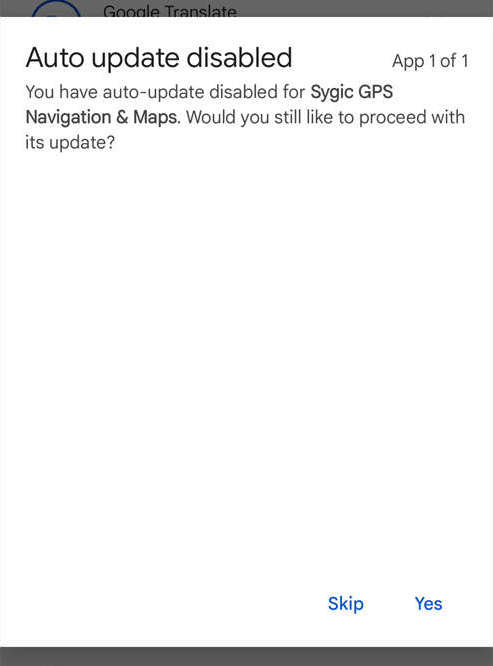 Google Translate
Auto update disabled
App 1 of 1
You have auto-update disabled for Sygic GPS
Navigation & Maps. Would you still like to proceed with
its update?
Skip
Yes